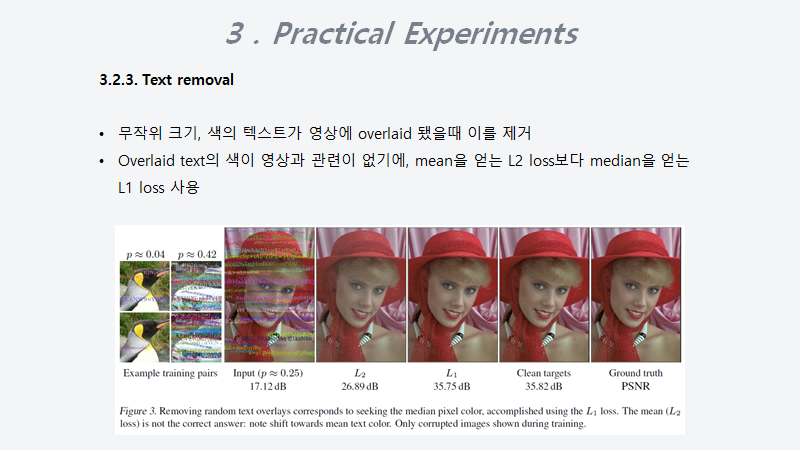 3 . Practical Experiments
3.2.3. Text removal
• 무작위 크기, 색의 텍스트가 영상에 overlaid 됐을때 이를 제거
• Overlaid text의 색이 영상과 관련이 없기에, mean을 얻는 L2 loss보다 median을 얻는
L1 loss 사용
p ≈ 0.04 p ≈ 0.42
Example training pairs Input (p ≈ 0.25) L2 L1 Clean targets Ground truth
17.12 dB 26.89 dB 35.75 dB 35.82 dB PSNR
Figure 3. Removing random text overlays corresponds to seeking the median pixel color, accomplished using the L1 loss. The mean (L2
loss) is not the correct answer: note shift towards mean text color. Only corrupted images shown during training.